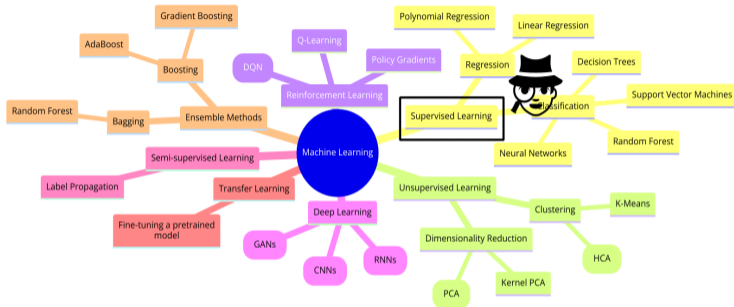 Gradient Boosting
AdaBoost
Boosting
Random Forest
Bagging
Ensemble Methods
Semi-supervised Learning
Label Propagation
Transfer Learning
Fine-tuning a pretrained
model
Q-Learning
DQN
Policy Gradients
Reinforcement Learning
Machine Learning
Deep Learning
GANs
CNNs
RNNs
Polynomial Regression
Linear Regression
Regression
Decision Trees
Supervised Learning
Classification
Support Vector Machines
Random Forest
Neural Networks
Unsupervised Learning
Clustering
K-Means
HCA
Dimensionality Reduction
PCA
Kernel PCA